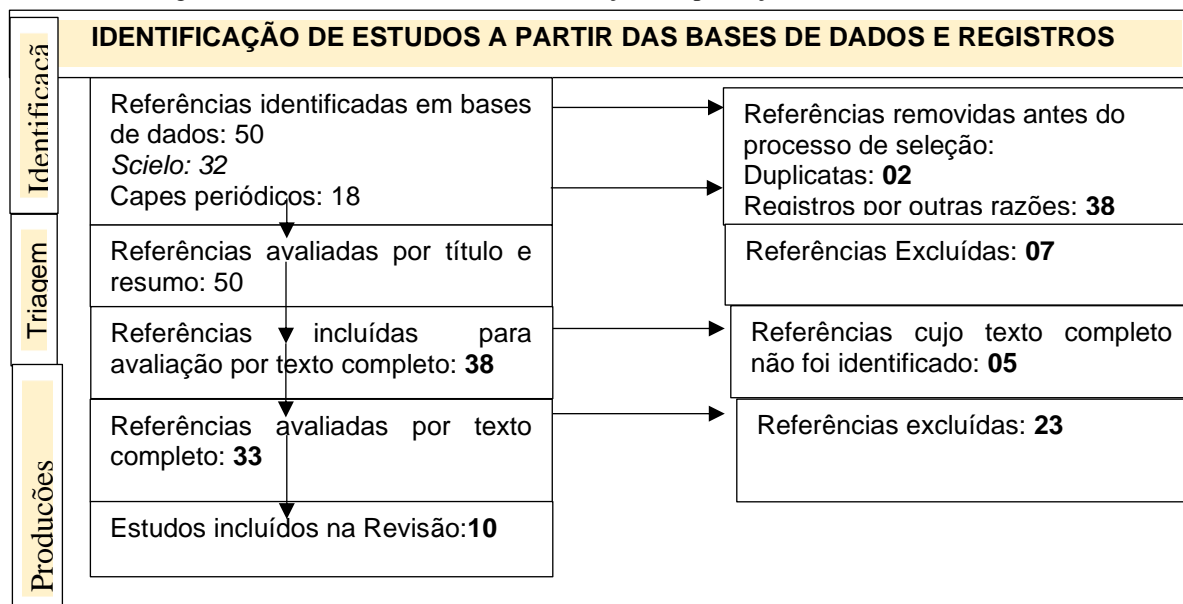 IDENTIFICAÇÃO DE ESTUDOS A PARTIR DAS BASES DE DADOS E REGISTROS
Identificaçã
Referências identificadas em bases
de dados: 50
Scielo: 32
Capes periódicos: 18
Referências removidas antes do
processo de seleção:
Duplicatas: 02
Registros por outras razões: 38
Triagem
Referências avaliadas por título e
resumo: 50
Referências Excluídas: 07
Referências incluídas para
avaliação por texto completo: 38
Referências cujo texto completo
não foi identificado: 05
Produções
Referências avaliadas por texto
completo: 33
Referências excluídas: 23
Estudos incluídos na Revisão:10